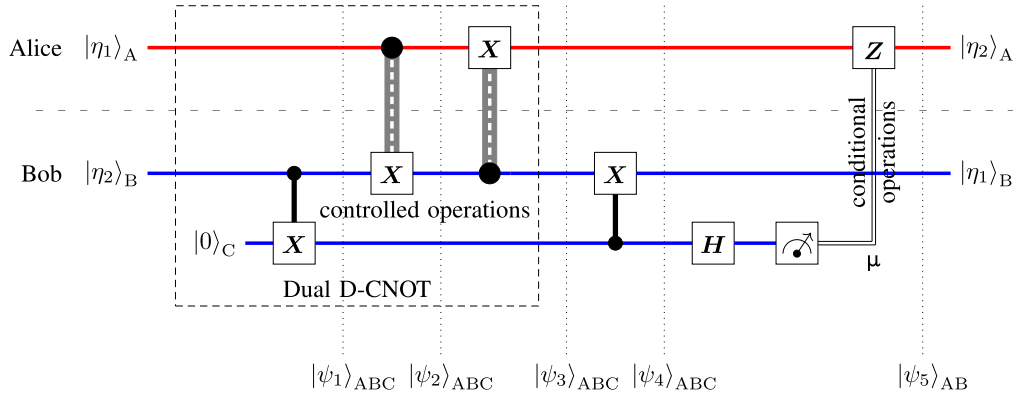 Alice |η₁⟩_A X Z |η₂⟩_A
conditional
operations
Bob |η₂⟩_B X X |η₁⟩_B
controlled operations
|0⟩_C X H
μ
Dual D-CNOT
|ψ₁⟩_ABC |ψ₂⟩_ABC |ψ₃⟩_ABC |ψ₄⟩_ABC |ψ₅⟩_AB